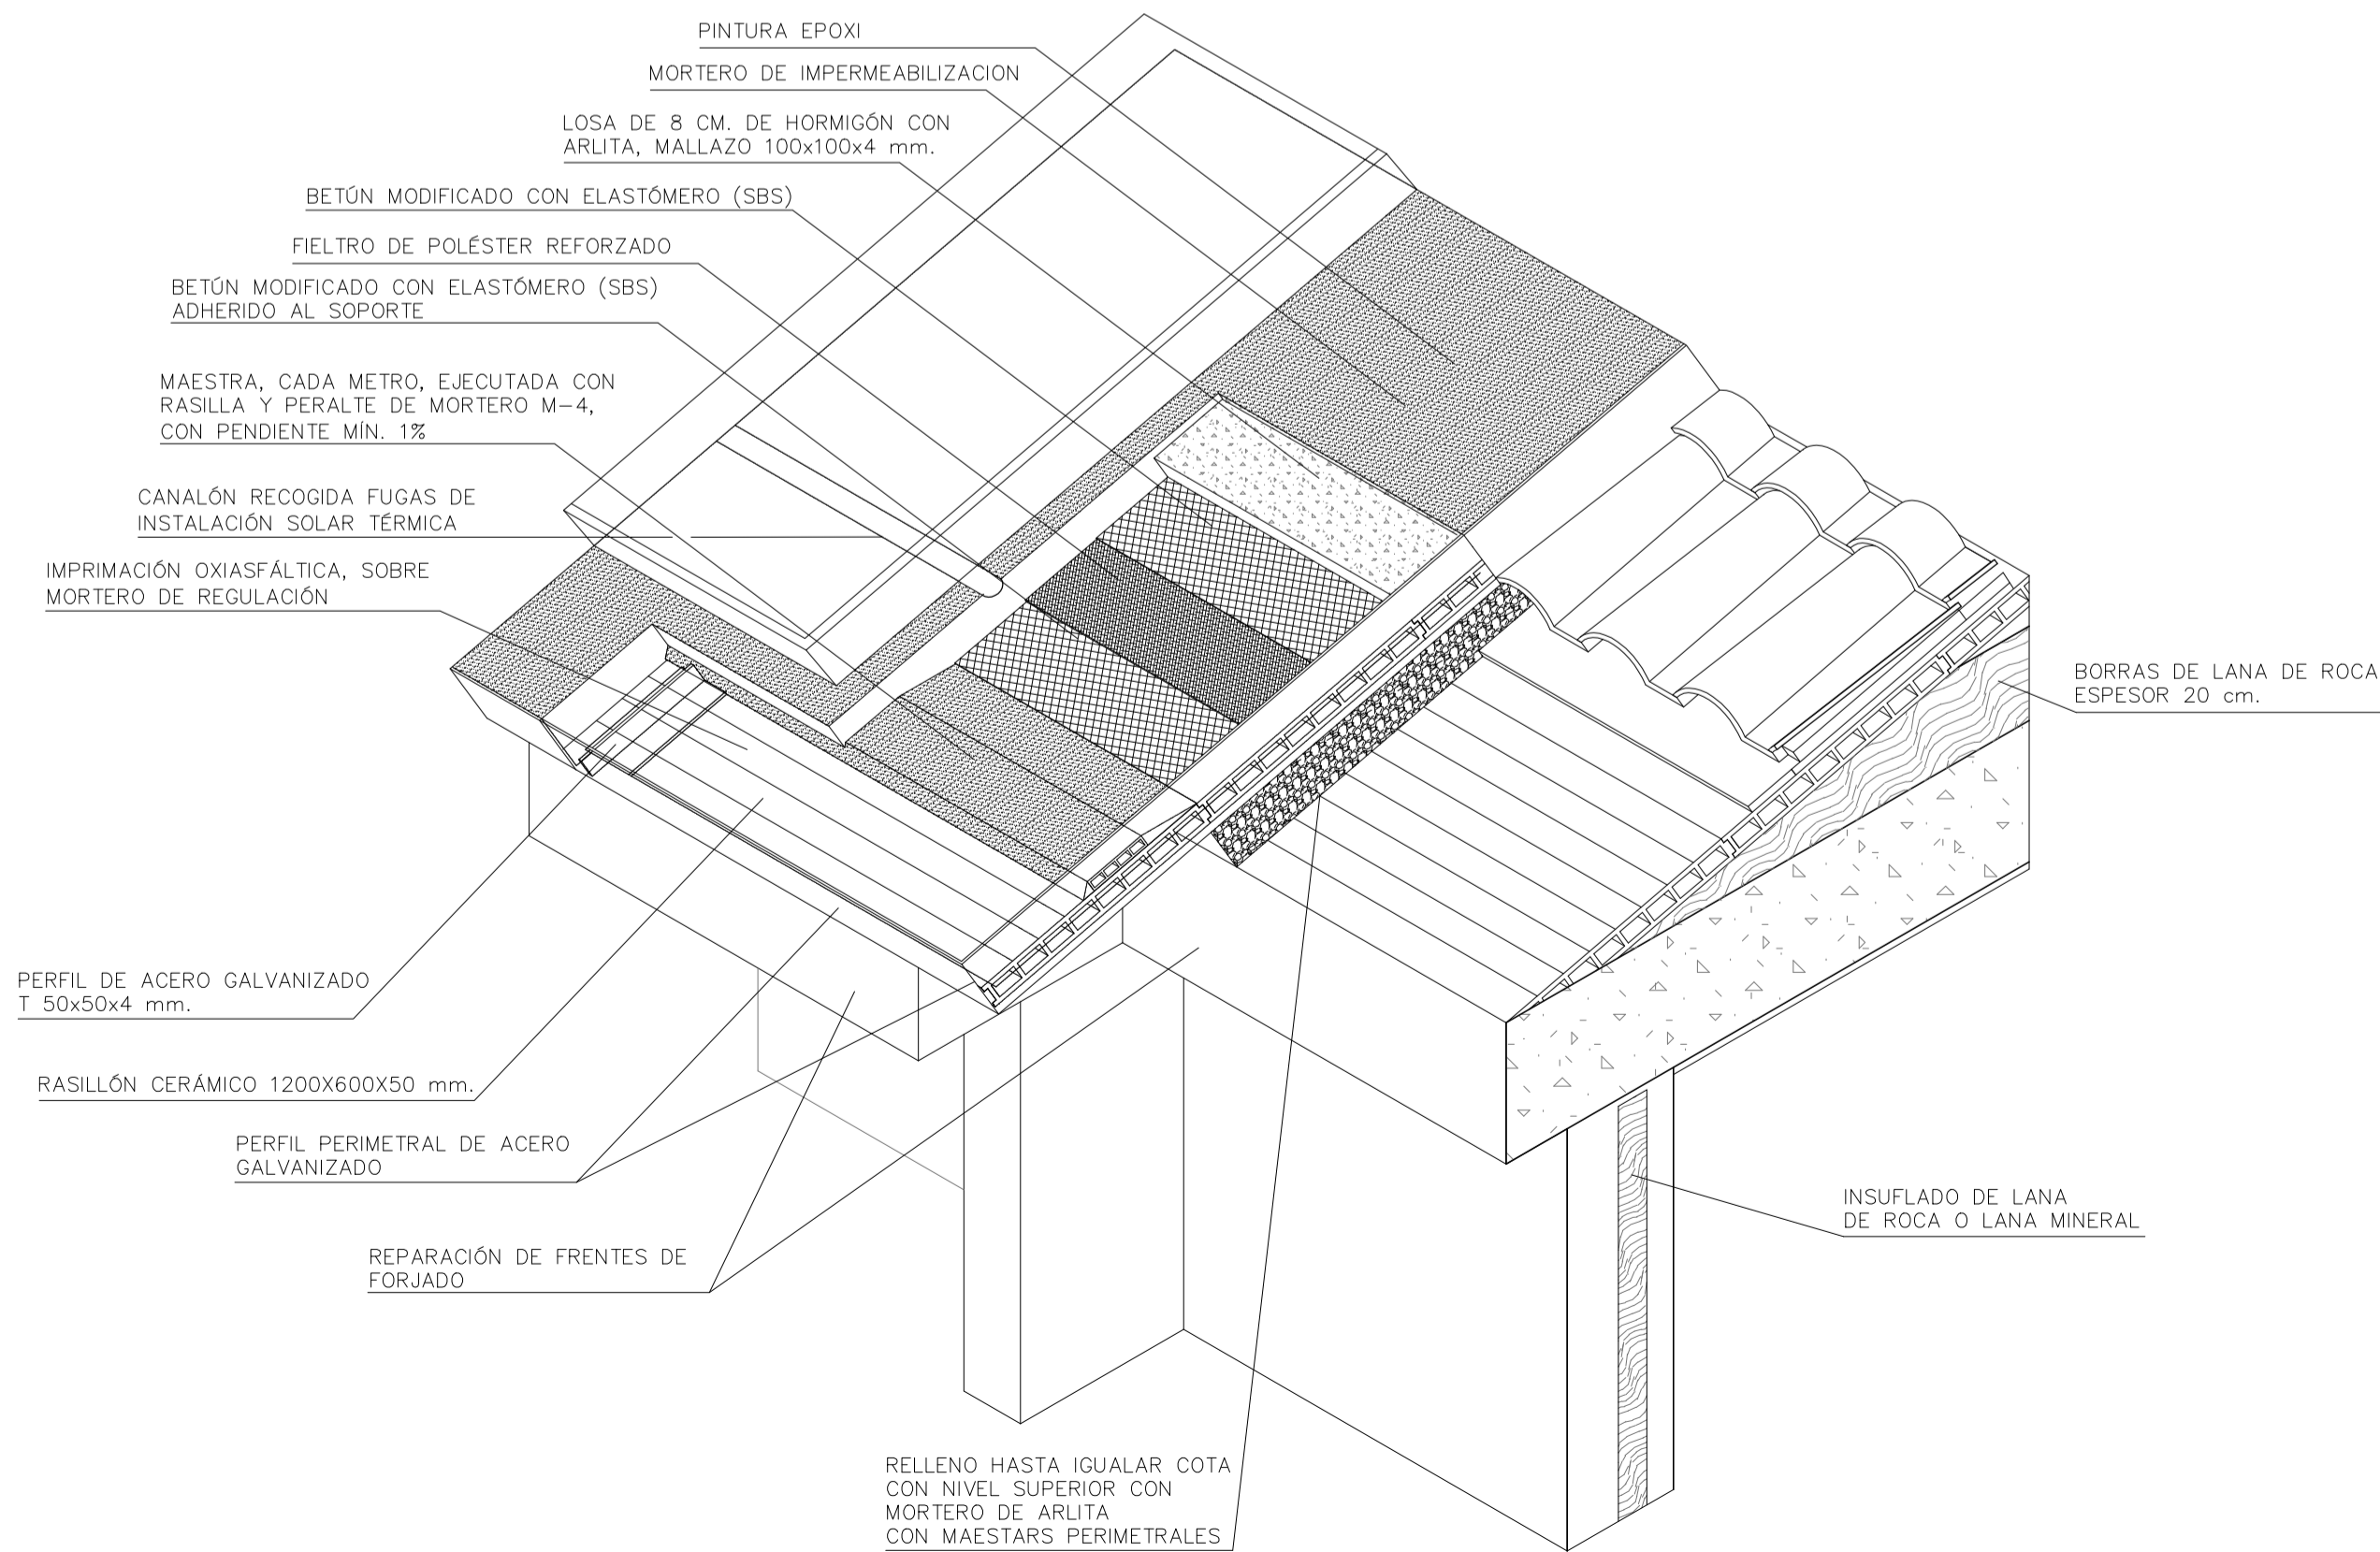 PINTURA EPOXI
MORTERO DE IMPERMEABILIZACION
LOSA DE 8 CM. DE HORMIGÓN CON
ARLITA, MALLAZO 100x100x4 mm.
BETÚN MODIFICADO CON ELASTÓMERO (SBS)
FIELTRO DE POLÉSTER REFORZADO
BETÚN MODIFICADO CON ELASTÓMERO (SBS)
ADHERIDO AL SOPORTE
MAESTRA, CADA METRO, EJECUTADA CON
RASILLA Y PERALTE DE MORTERO M-4,
CON PENDIENTE MÍN. 1%
CANALÓN RECOGIDA FUGAS DE
INSTALACIÓN SOLAR TÉRMICA
IMPRIMACIÓN OXIASFÁLTICA, SOBRE
MORTERO DE REGULACIÓN
BORRAS DE LANA DE ROCA
ESPESOR 20 cm.
PERFIL DE ACERO GALVANIZADO
T 50x50x4 mm.
RASILLÓN CERÁMICO 1200X600X50 mm.
PERFIL PERIMETRAL DE ACERO
GALVANIZADO
INSUFLADO DE LANA
DE ROCA O LANA MINERAL
REPARACIÓN DE FRENTES DE
FORJADO
RELLENO HASTA IGUALAR COTA
CON NIVEL SUPERIOR CON
MORTERO DE ARLITA
CON MAESTARS PERIMETRALES